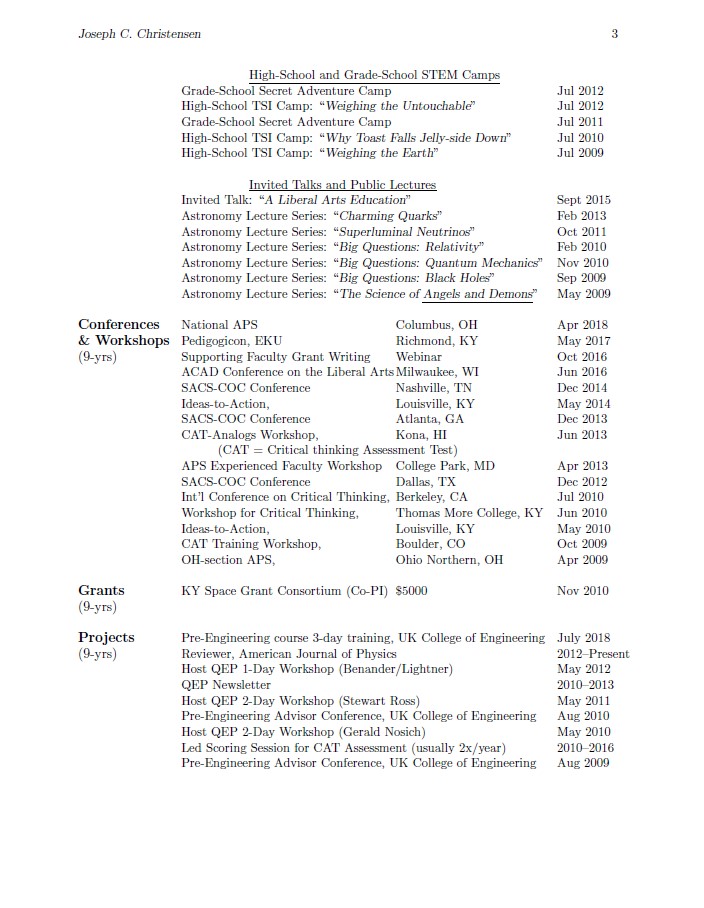 Joseph C. Christensen 3
High-School and Grade-School STEM Camps
Grade-School Secret Adventure Camp Jul 2012
High-School TSI Camp: “Weighing the Untouchable” Jul 2012
Grade-School Secret Adventure Camp Jul 2011
High-School TSI Camp: “Why Toast Falls Jelly-side Down” Jul 2010
High-School TSI Camp: “Weighing the Earth” Jul 2009
Invited Talks and Public Lectures
Invited Talk: “A Liberal Arts Education” Sept 2015
Astronomy Lecture Series: “Charming Quarks” Feb 2013
Astronomy Lecture Series: “Superluminal Neutrinos” Oct 2011
Astronomy Lecture Series: “Big Questions: Relativity” Feb 2010
Astronomy Lecture Series: “Big Questions: Quantum Mechanics” Nov 2010
Astronomy Lecture Series: “Big Questions: Black Holes” Sep 2009
Astronomy Lecture Series: “The Science of Angels and Demons” May 2009
Conferences National APS Columbus, OH Apr 2018
& Workshops Pedigogicon, EKU Richmond, KY May 2017
(9-yrs) Supporting Faculty Grant Writing Webinar Oct 2016
ACAD Conference on the Liberal Arts Milwaukee, WI Jun 2016
SACS-COC Conference Nashville, TN Dec 2014
Ideas-to-Action, Louisville, KY May 2014
SACS-COC Conference Atlanta, GA Dec 2013
CAT-Analogs Workshop, Kona, HI Jun 2013
(CAT = Critical thinking Assessment Test)
APS Experienced Faculty Workshop College Park, MD Apr 2013
SACS-COC Conference Dallas, TX Dec 2012
Int'l Conference on Critical Thinking, Berkeley, CA Jul 2010
Workshop for Critical Thinking, Thomas More College, KY Jun 2010
Ideas-to-Action, Louisville, KY May 2010
CAT Training Workshop, Boulder, CO Oct 2009
OH-section APS, Ohio Northern, OH Apr 2009
Grants KY Space Grant Consortium (Co-PI) $5000 Nov 2010
(9-yrs)
Projects Pre-Engineering course 3-day training, UK College of Engineering July 2018
(9-yrs) Reviewer, American Journal of Physics 2012–Present
Host QEP 1-Day Workshop (Benander/Lightner) May 2012
QEP Newsletter 2010–2013
Host QEP 2-Day Workshop (Stewart Ross) May 2011
Pre-Engineering Advisor Conference, UK College of Engineering Aug 2010
Host QEP 2-Day Workshop (Gerald Nosich) May 2010
Led Scoring Session for CAT Assessment (usually 2x/year) 2010–2016
Pre-Engineering Advisor Conference, UK College of Engineering Aug 2009